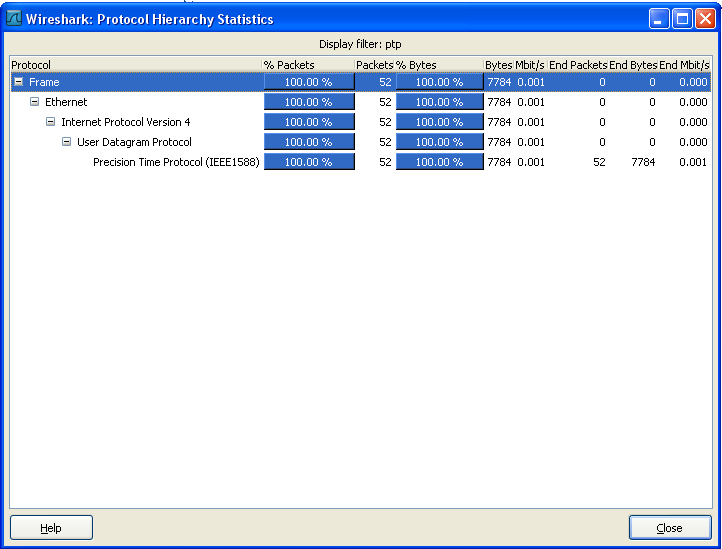 Wireshark: Protocol Hierarchy Statistics
Display filter: ptp
Protocol % Packets Packets % Bytes Bytes Mbit/s End Packets End Bytes End Mbit/s
Frame 100.00 % 52 100.00 % 7784 0.001 0 0 0.000
Ethernet 100.00 % 52 100.00 % 7784 0.001 0 0 0.000
Internet Protocol Version 4 100.00 % 52 100.00 % 7784 0.001 0 0 0.000
User Datagram Protocol 100.00 % 52 100.00 % 7784 0.001 0 0 0.000
Precision Time Protocol (IEEE1588) 100.00 % 52 100.00 % 7784 0.001 52 7784 0.001
Help Close